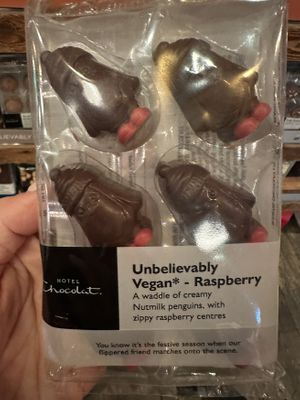 HOTEL
Chocolat.
Unbelievably
Vegan* - Raspberry
A waddle of creamy
Nutmilk penguins, with
zippy raspberry centres
You know it's the festive season when our
flippered friend marches onto the scene.